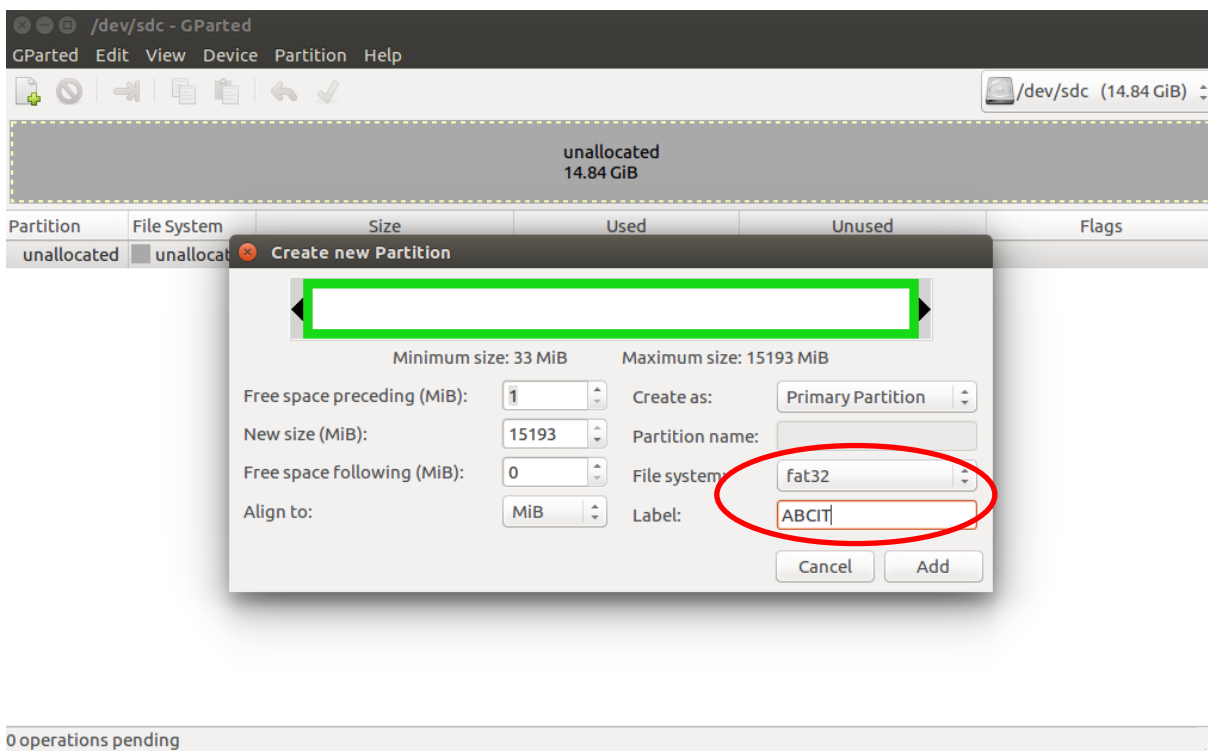 /dev/sdc - GParted
GParted Edit View Device Partition Help
/dev/sdc (14.84 GiB)
unallocated
14.84 GiB
Partition File System Size Used Unused Flags
unallocated unallocat
Create new Partition
Minimum size: 33 MiB Maximum size: 15193 MiB
Free space preceding (MiB): 1 Create as: Primary Partition
New size (MiB): 15193 Partition name:
Free space following (MiB): 0 File system: fat32
Align to: MiB Label: ABCIT
Cancel Add
0 operations pending